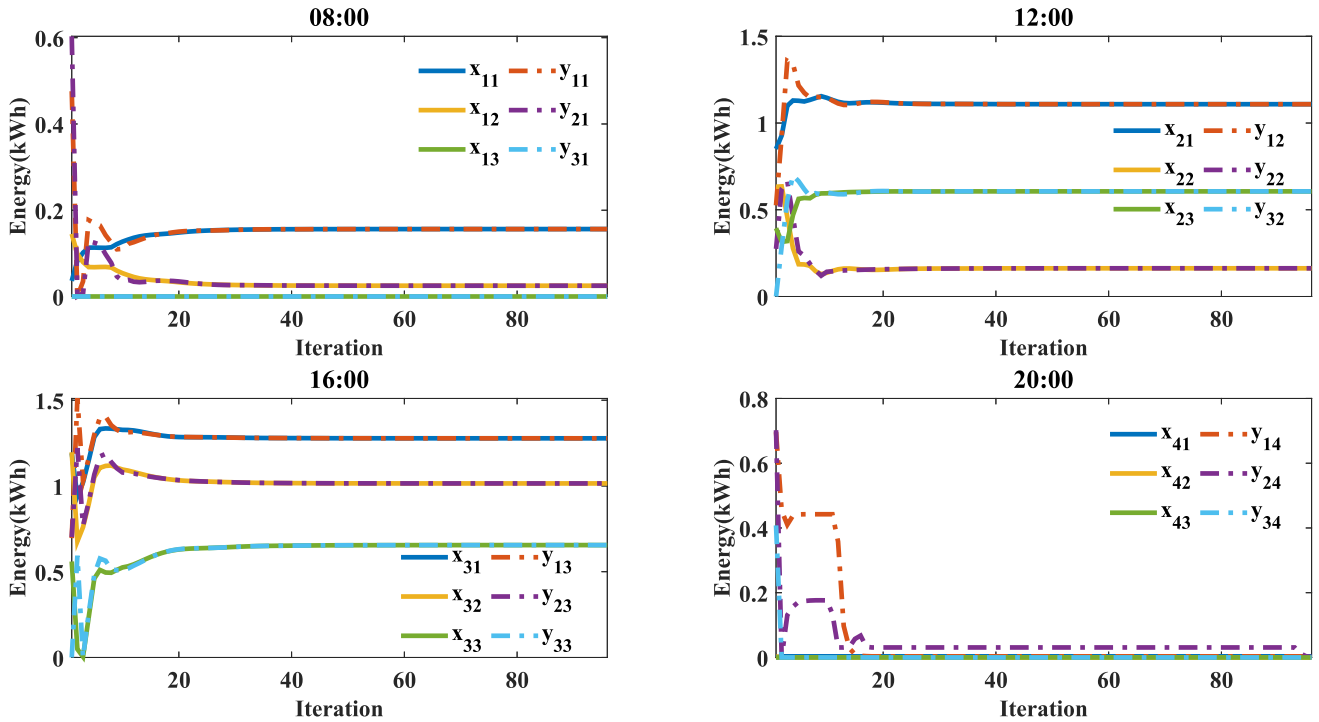 08:00
0.6
0.4
0.2
0
Energy(kWh)
x11 y11
x12 y21
x13 y31
20 40 60 80
Iteration
12:00
1.5
1
0.5
0
Energy(kWh)
x21 y12
x22 y22
x23 y32
20 40 60 80
Iteration
16:00
1.5
1
0.5
0
Energy(kWh)
x31 y13
x32 y23
x33 y33
20 40 60 80
Iteration
20:00
0.8
0.6
0.4
0.2
0
Energy(kWh)
x41 y14
x42 y24
x43 y34
20 40 60 80
Iteration